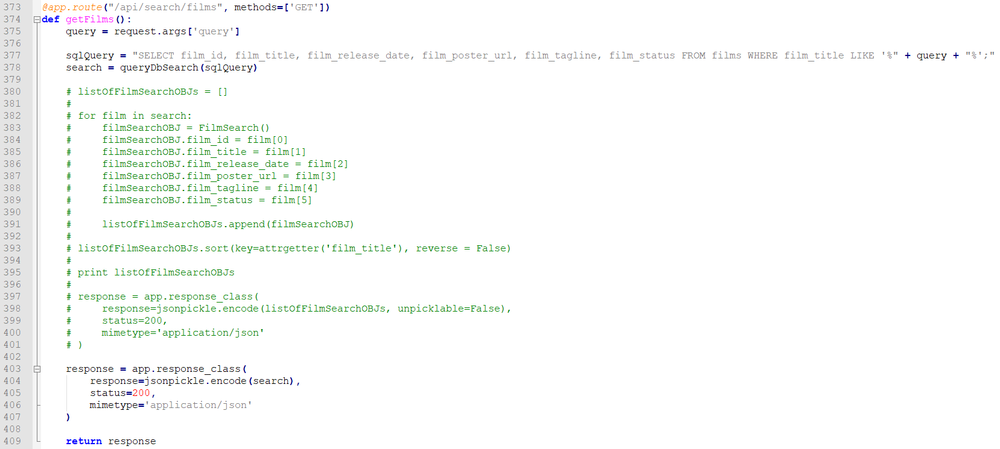 373 @app.route("/api/search/films", methods=['GET'])
374 def getFilms():
375 query = request.args['query']
376
377 sqlQuery = "SELECT film_id, film_title, film_release_date, film_poster_url, film_tagline, film_status FROM films WHERE film_title LIKE '%" + query + "%';"
378 search = queryDbSearch(sqlQuery)
379
380 # listOfFilmSearchOBJs = []
381 #
382 # for film in search:
383 #     filmSearchOBJ = FilmSearch()
384 #     filmSearchOBJ.film_id = film[0]
385 #     filmSearchOBJ.film_title = film[1]
386 #     filmSearchOBJ.film_release_date = film[2]
387 #     filmSearchOBJ.film_poster_url = film[3]
388 #     filmSearchOBJ.film_tagline = film[4]
389 #     filmSearchOBJ.film_status = film[5]
390 #
391 #     listOfFilmSearchOBJs.append(filmSearchOBJ)
392 #
393 # listOfFilmSearchOBJs.sort(key=attrgetter('film_title'), reverse = False)
394 #
395 # print listOfFilmSearchOBJs
396 #
397 # response = app.response_class(
398 #     response=jsonpickle.encode(listOfFilmSearchOBJs, unpicklable=False),
399 #     status=200,
400 #     mimetype='application/json'
401 # )
402
403 response = app.response_class(
404 response=jsonpickle.encode(search),
405 status=200,
406 mimetype='application/json'
407 )
408
409 return response